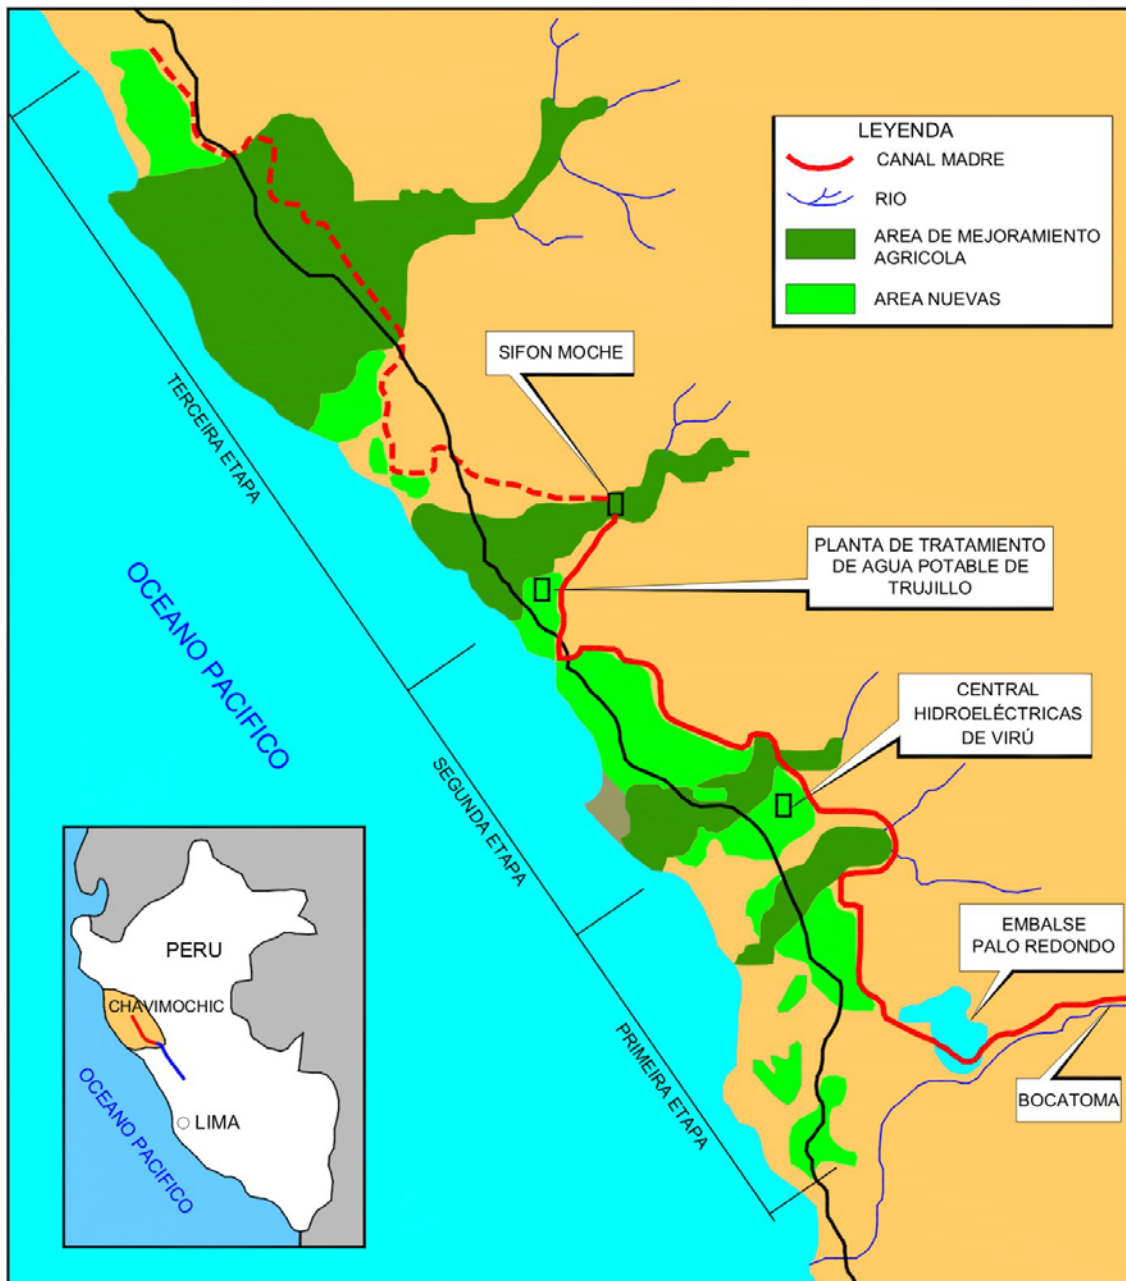 LEYENDA
CANAL MADRE
RIO
AREA DE MEJORAMIENTO
AGRICOLA
AREA NUEVAS
SIFON MOCHE
TERCEIRA ETAPA
PLANTA DE TRATAMIENTO
DE AGUA POTABLE DE
TRUJILLO
OCEANO PACIFICO
CENTRAL
HIDROELÉCTRICAS
DE VIRÚ
SEGUNDA ETAPA
EMBALSE
PALO REDONDO
PRIMEIRA ETAPA
BOCATOMA
PERU
CHAVIMOCHIC
OCEANO PACIFICO
LIMA